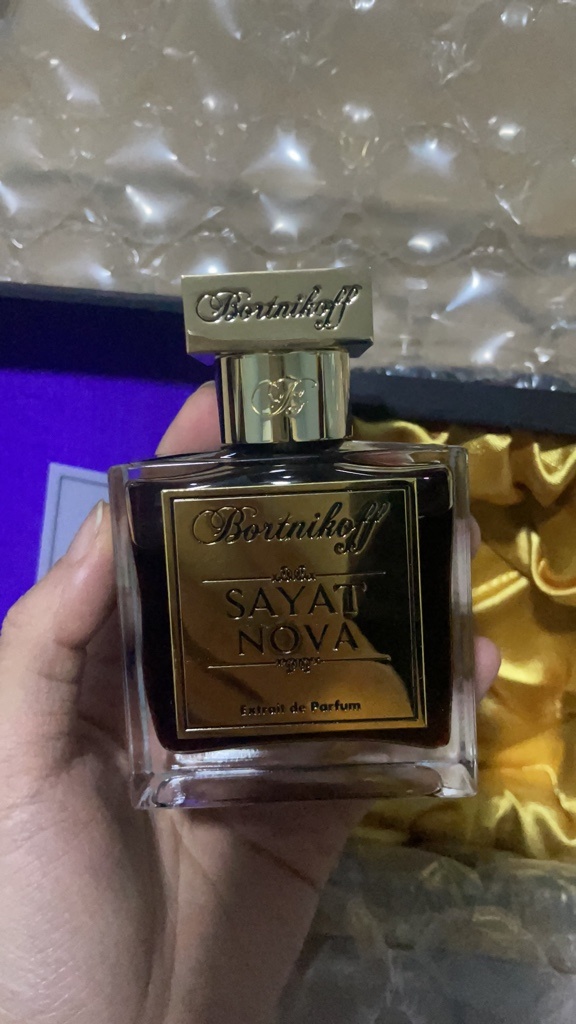 Bortnikoff
B
Bortnikoff
SAYAT
NOVA
Extrait de Parfum